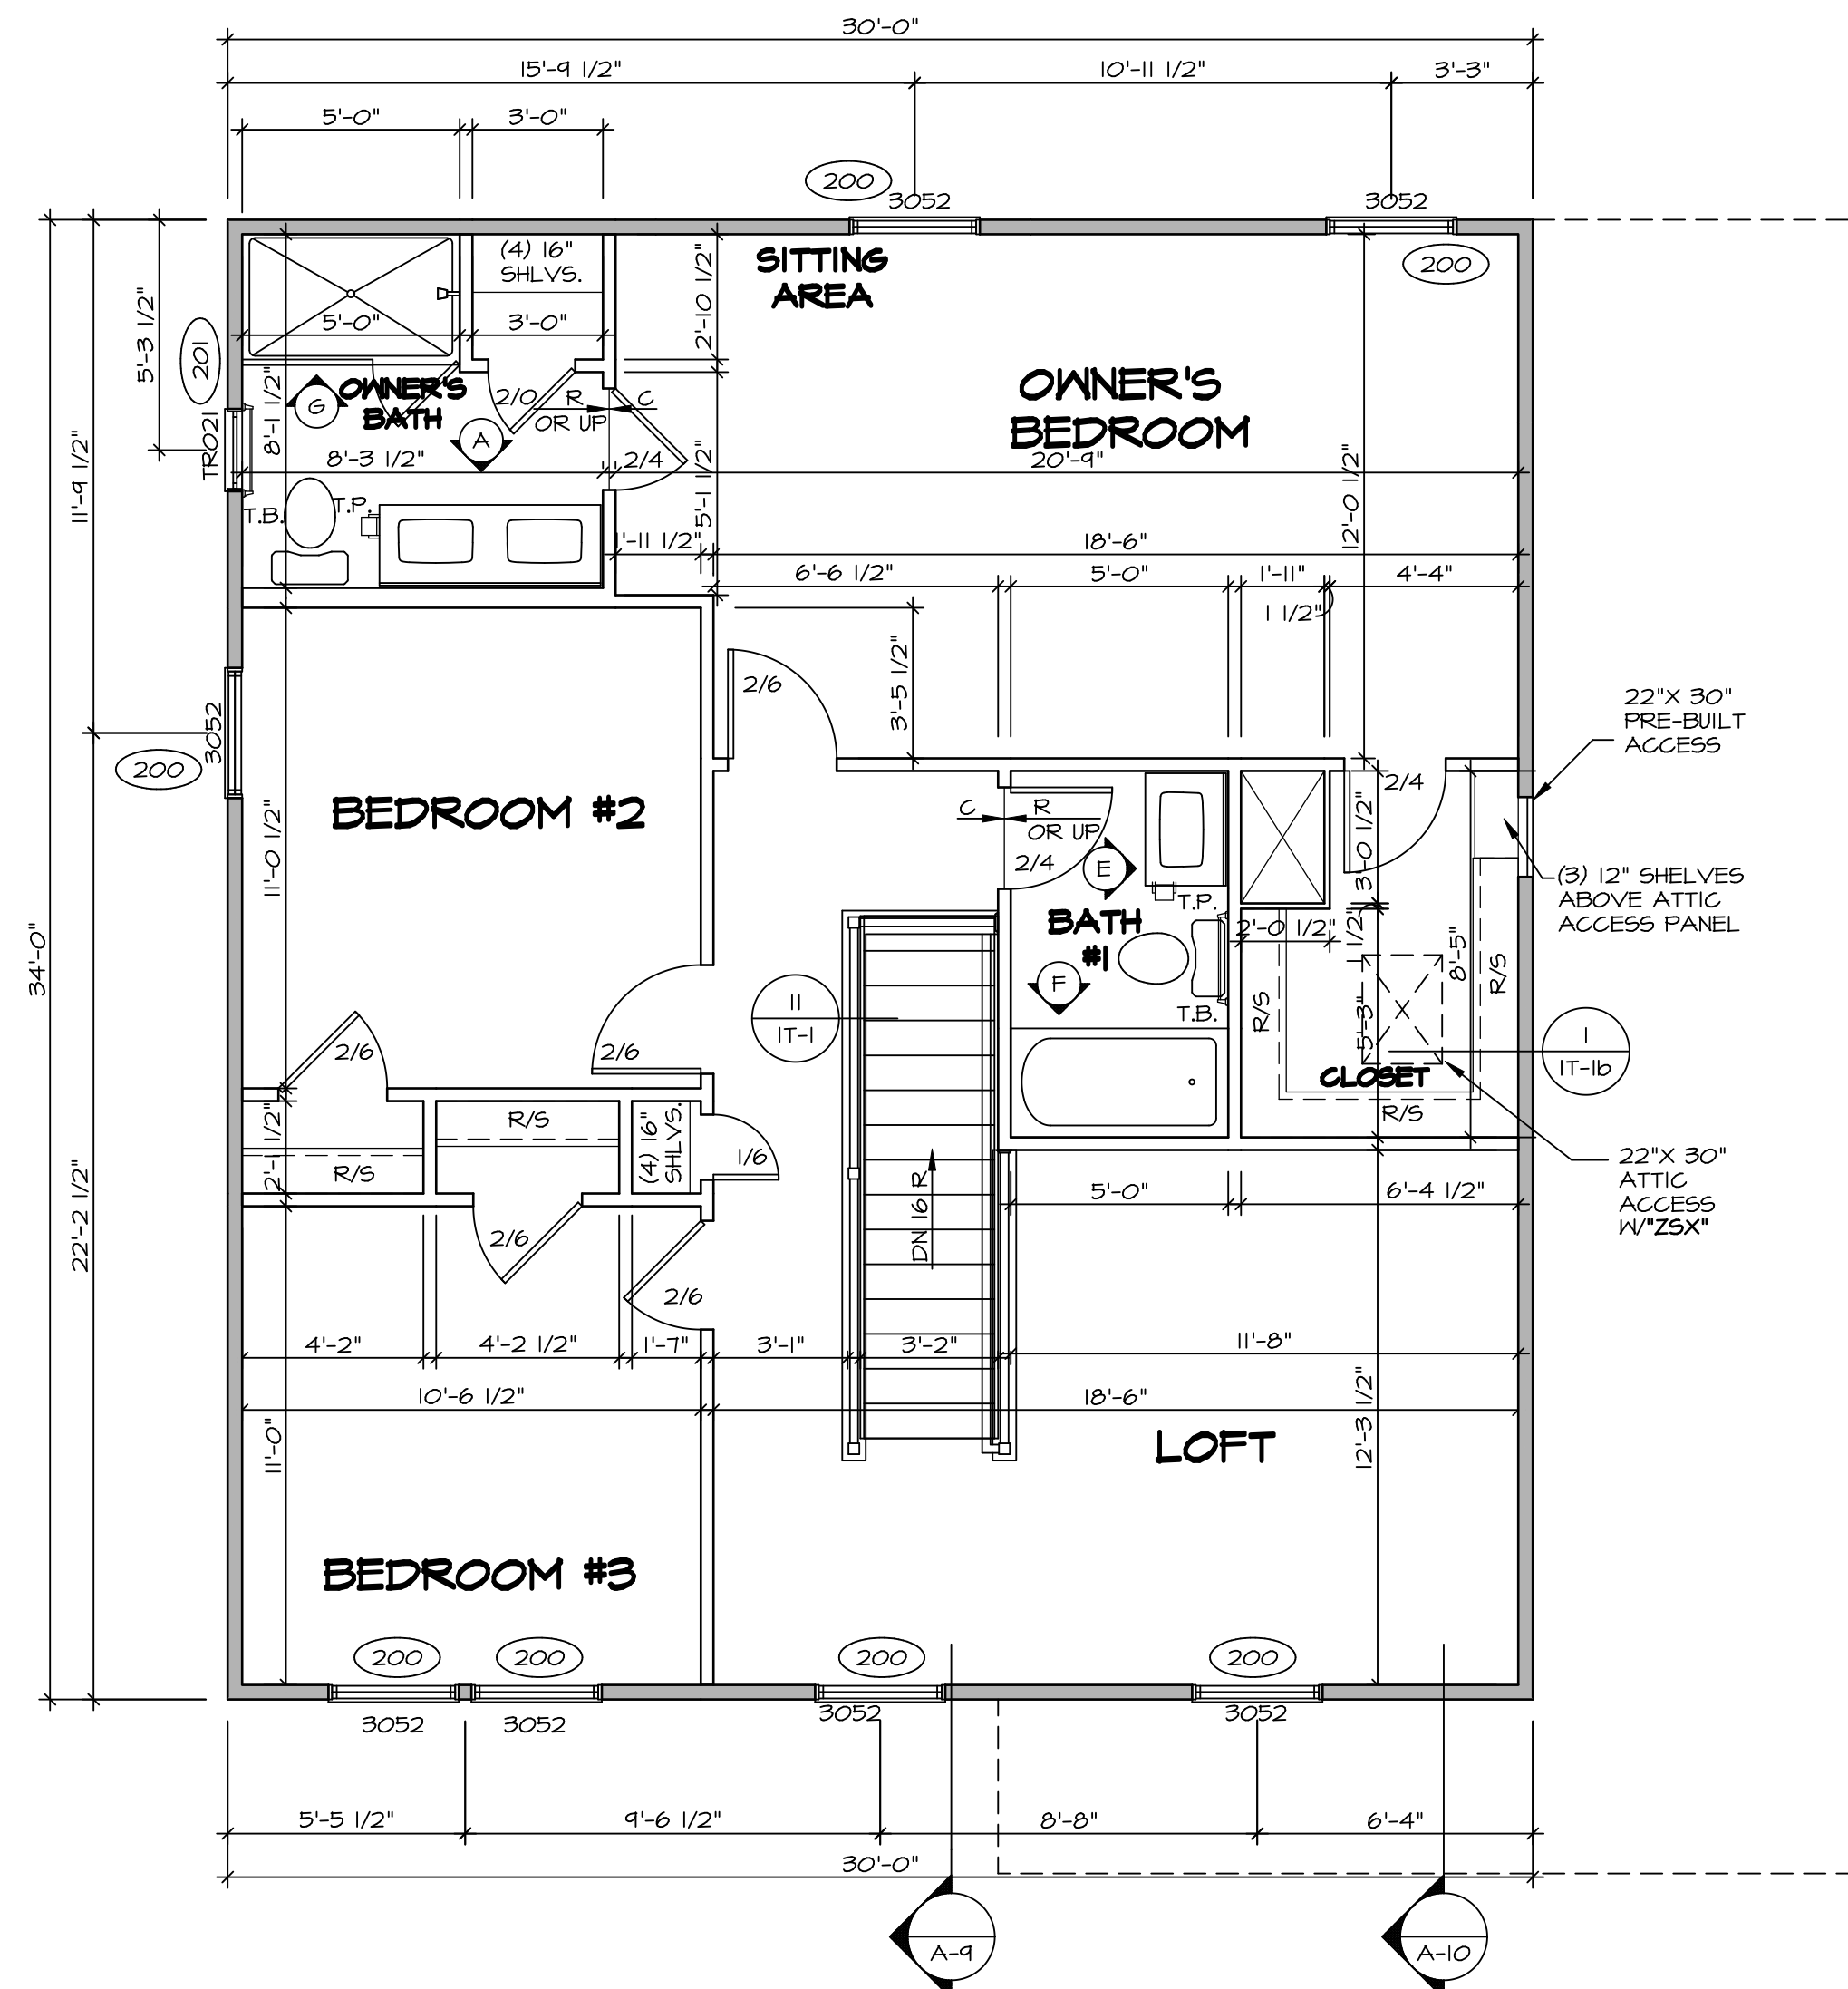 30'-0"
15'-9 1/2"
10'-11 1/2"
3'-3"
5'-0"
3'-0"
200
3052
3052
200
(4) 16"
SHLVS.
SITTING
AREA
2'-10 1/2"
5'-0"
3'-0"
5'-3 1/2"
201
TR021
OWNER'S
BATH
G
A
8'-1 1/2"
2/0
R
C
OR UP
2/4
OWNER'S
BEDROOM
8'-3 1/2"
20'-9"
5'-1 1/2"
12'-0 1/2"
11'-9 1/2"
T.B.
T.P.
1'-11 1/2"
18'-6"
6'-6 1/2"
5'-0"
1'-11"
4'-4"
1 1/2"
3'-5 1/2"
2/6
22"X 30"
PRE-BUILT
ACCESS
3052
200
BEDROOM #2
11'-0 1/2"
C
R
OR UP
2/4
E
2/4
3'-0 1/2"
(3) 12" SHELVES
ABOVE ATTIC
ACCESS PANEL
T.P.
BATH
#1
2'-0 1/2"
1 1/2"
8'-5"
R/S
34'-0"
F
T.B.
R/S
5'-3"
11
1T-1
1
1T-1b
2/6
2/6
CLOSET
R/S
2'-1 1/2"
R/S
R/S
(4) 16"
SHLVS.
1/6
DN 16 R
22"X 30"
ATTIC
ACCESS
W/"ZSX"
5'-0"
6'-4 1/2"
22'-2 1/2"
2/6
2/6
4'-2"
4'-2 1/2"
1'-7"
3'-1"
3'-2"
11'-8"
10'-6 1/2"
18'-6"
11'-0"
12'-3 1/2"
LOFT
BEDROOM #3
200
200
200
200
3052
3052
3052
3052
5'-5 1/2"
9'-6 1/2"
8'-8"
6'-4"
30'-0"
A-9
A-10